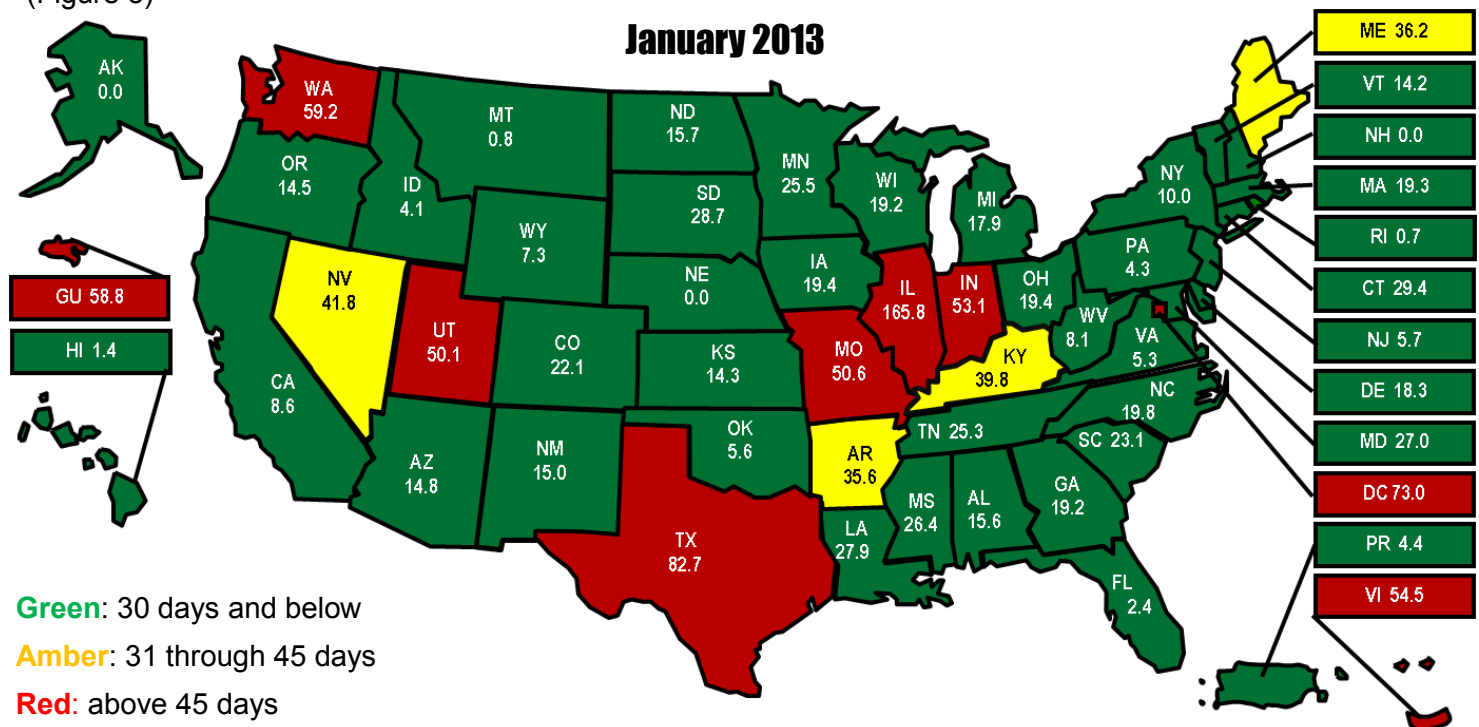 (Figure 3)
January 2013
AK
0.0
WA
59.2
MT
0.8
ND
15.7
MN
25.5
OR
14.5
ID
4.1
SD
28.7
WI
19.2
MI
17.9
NY
10.0
WY
7.3
NV
41.8
NE
0.0
IA
19.4
IL
165.8
IN
53.1
OH
19.4
PA
4.3
UT
50.1
CO
22.1
KS
14.3
MO
50.6
KY
39.8
WV
8.1
VA
5.3
CA
8.6
NC
19.8
TN 25.3
SC 23.1
AZ
14.8
NM
15.0
OK
5.6
AR
35.6
MS
26.4
AL
15.6
GA
19.2
TX
82.7
LA
27.9
FL
2.4
GU 58.8
HI 1.4
ME 36.2
VT 14.2
NH 0.0
MA 19.3
RI 0.7
CT 29.4
NJ 5.7
DE 18.3
MD 27.0
DC 73.0
PR 4.4
VI 54.5
Green: 30 days and below
Amber: 31 through 45 days
Red: above 45 days